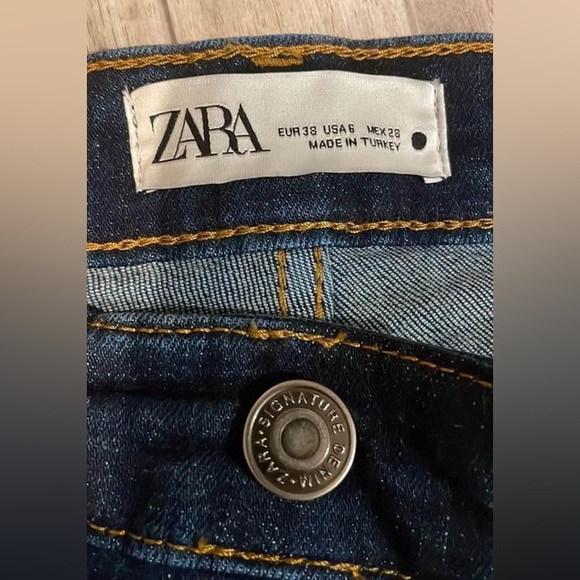 ZARA
EUR 38 USA 6 MEX 28
MADE IN TURKEY
ZARA • SIGNATURE DENIM •